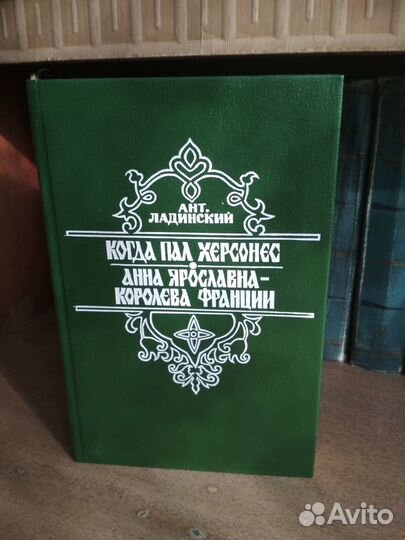 АНТ.
ЛАДИНСКИЙ
КОГДА ПАЛ ХЕРСОНЕС
АННА ЯРОСЛАВНА -
КОРОЛЕВА ФРАНЦИИ
Avito